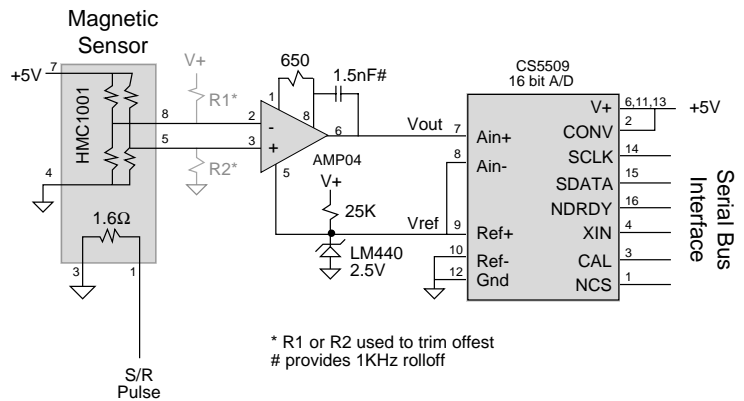 Magnetic
Sensor
+5V
7
HMC1001
8
5
4
1.6Ω
3
1
S/R
Pulse
V+
R1*
R2*
650
1.5nF#
1
2
-
8
6
3
+
5
AMP04
V+
25K
LM440
2.5V
Vout
Vref
CS5509
16 bit A/D
7
Ain+
8
Ain-
9
Ref+
10
Ref-
12
Gnd
V+
6,11,13
+5V
CONV
2
SCLK
14
SDATA
15
NDRDY
16
XIN
4
CAL
3
NCS
1
Serial Bus
Interface
* R1 or R2 used to trim offest
# provides 1KHz rolloff